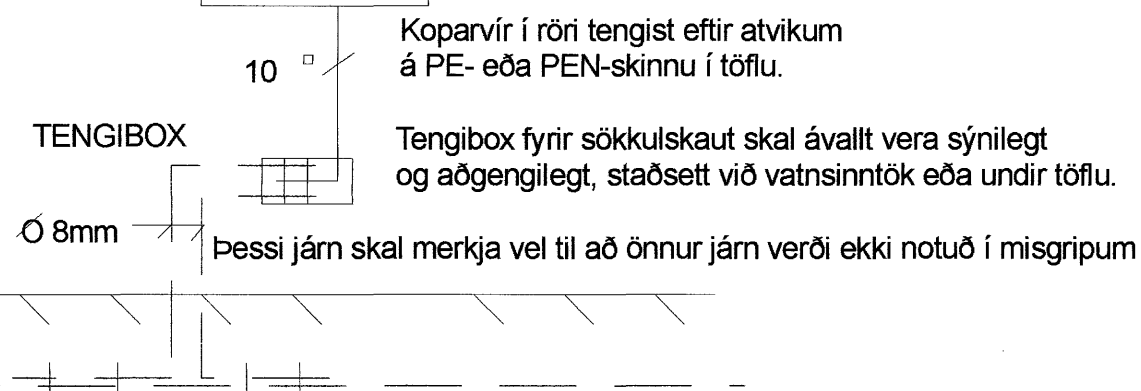 Koparvír í röri tengist eftir atvikum
á PE- eða PEN-skinnu í töflu.
10 □
TENGIBOX
Tengibox fyrir sökkulskaut skal ávallt vera sýnilegt
og aðgengilegt, staðsett við vatnsinntök eða undir töflu.
Ó 8mm
Þessi járn skal merkja vel til að önnur járn verði ekki notuð í misgripum